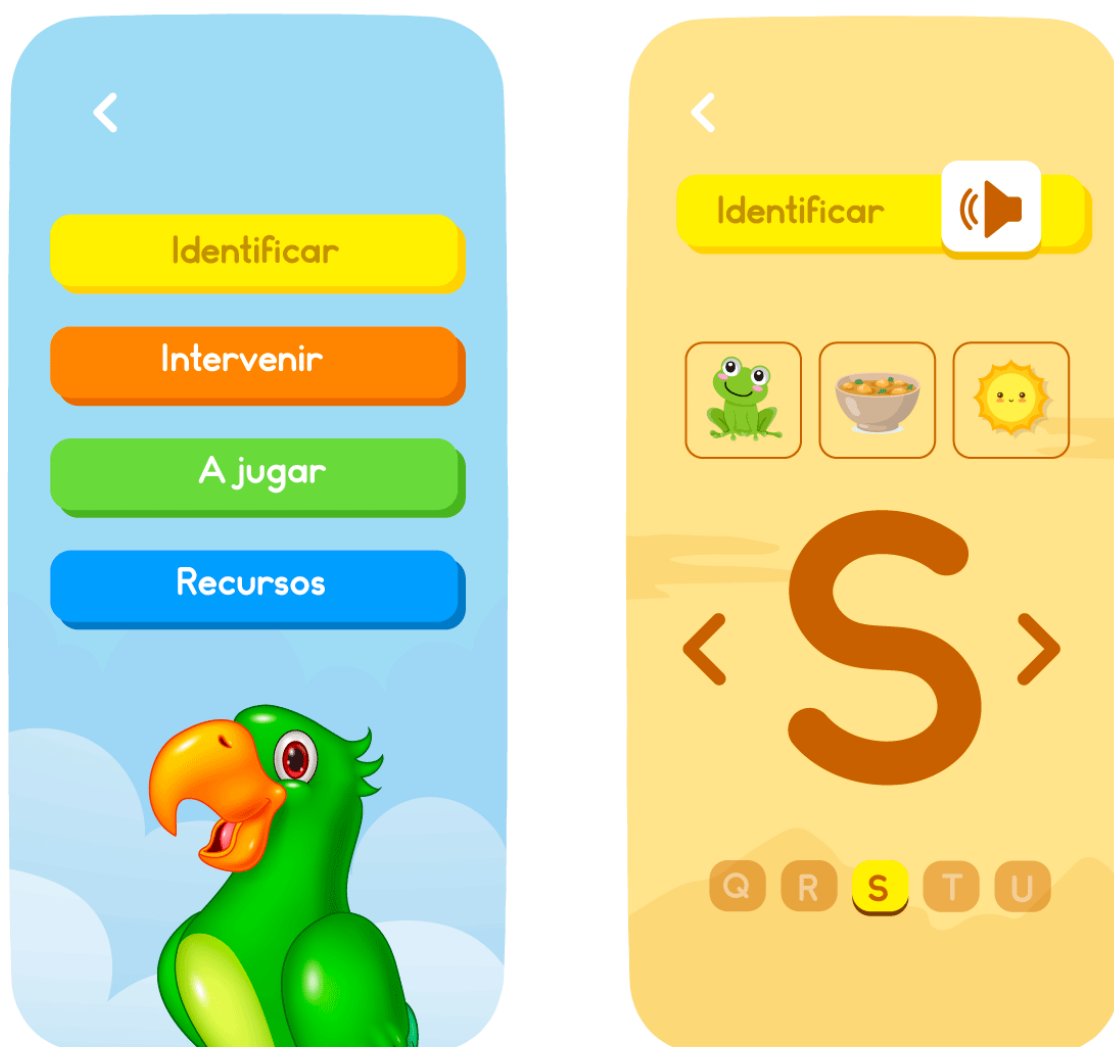 Identificar
Intervenir
A jugar
Recursos
Identificar
S
Q R S T U